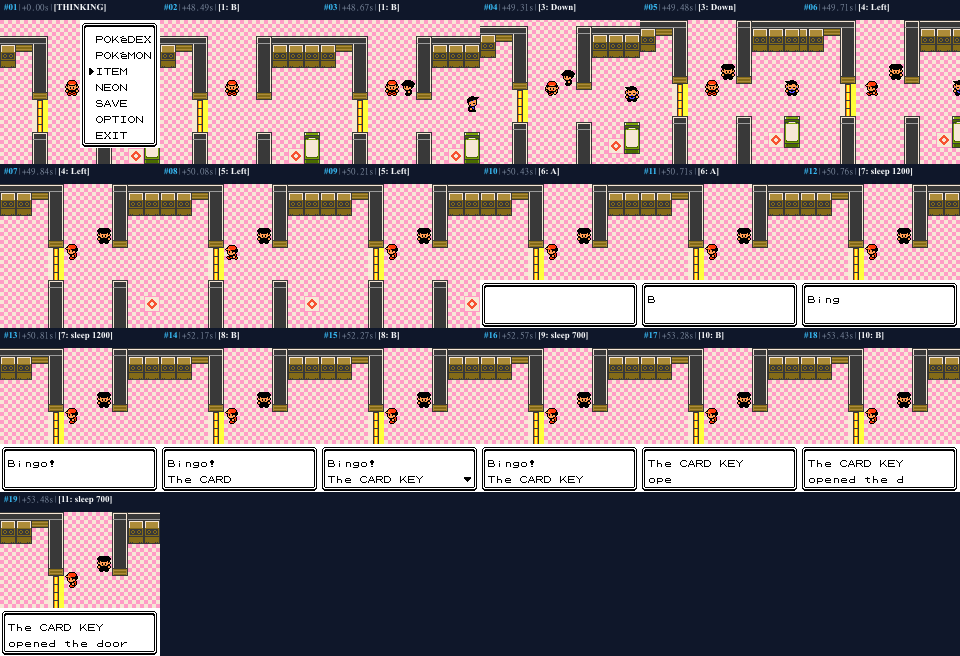 #01|+0.00s|[THINKING]
#02|+48.49s|[1: B]
#03|+48.67s|[1: B]
#04|+49.31s|[3: Down]
#05|+49.48s|[3: Down]
#06|+49.71s|[4: Left]
POKéDEX
POKéMON
▶ITEM
NEON
SAVE
OPTION
EXIT
#07|+49.84s|[4: Left]
#08|+50.08s|[5: Left]
#09|+50.21s|[5: Left]
#10|+50.43s|[6: A]
#11|+50.71s|[6: A]
#12|+50.76s|[7: sleep 1200]
B
Bing
#13|+50.81s|[7: sleep 1200]
#14|+52.17s|[8: B]
#15|+52.27s|[8: B]
#16|+52.57s|[9: sleep 700]
#17|+53.28s|[10: B]
#18|+53.43s|[10: B]
Bingo!
Bingo!
The CARD
Bingo!
The CARD KEY
Bingo!
The CARD KEY
The CARD KEY
ope
The CARD KEY
opened the d
#19|+53.48s|[11: sleep 700]
The CARD KEY
opened the door